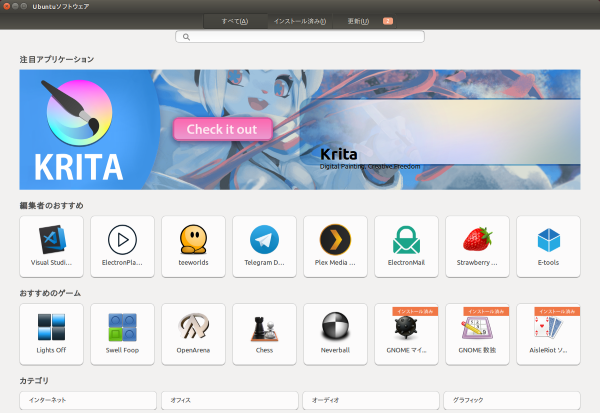 Ubuntuソフトウェア
すべて(A) インストール済み(I) 更新(U)
注目アプリケーション
KRITA
Check it out
Krita
Digital Painting, Creative Freedom
編集者のおすすめ
Visual Studi... ElectronPla... teeworlds Telegram D... Plex Media ... ElectronMail Strawberry ... E-tools
おすすめのゲーム
インストール済み インストール済み インストール済み
Lights Off Swell Foop OpenArena Chess Neverball GNOME マイ... GNOME 数独 AisleRiot ソ...
カテゴリ
インターネット オフィス オーディオ グラフィック